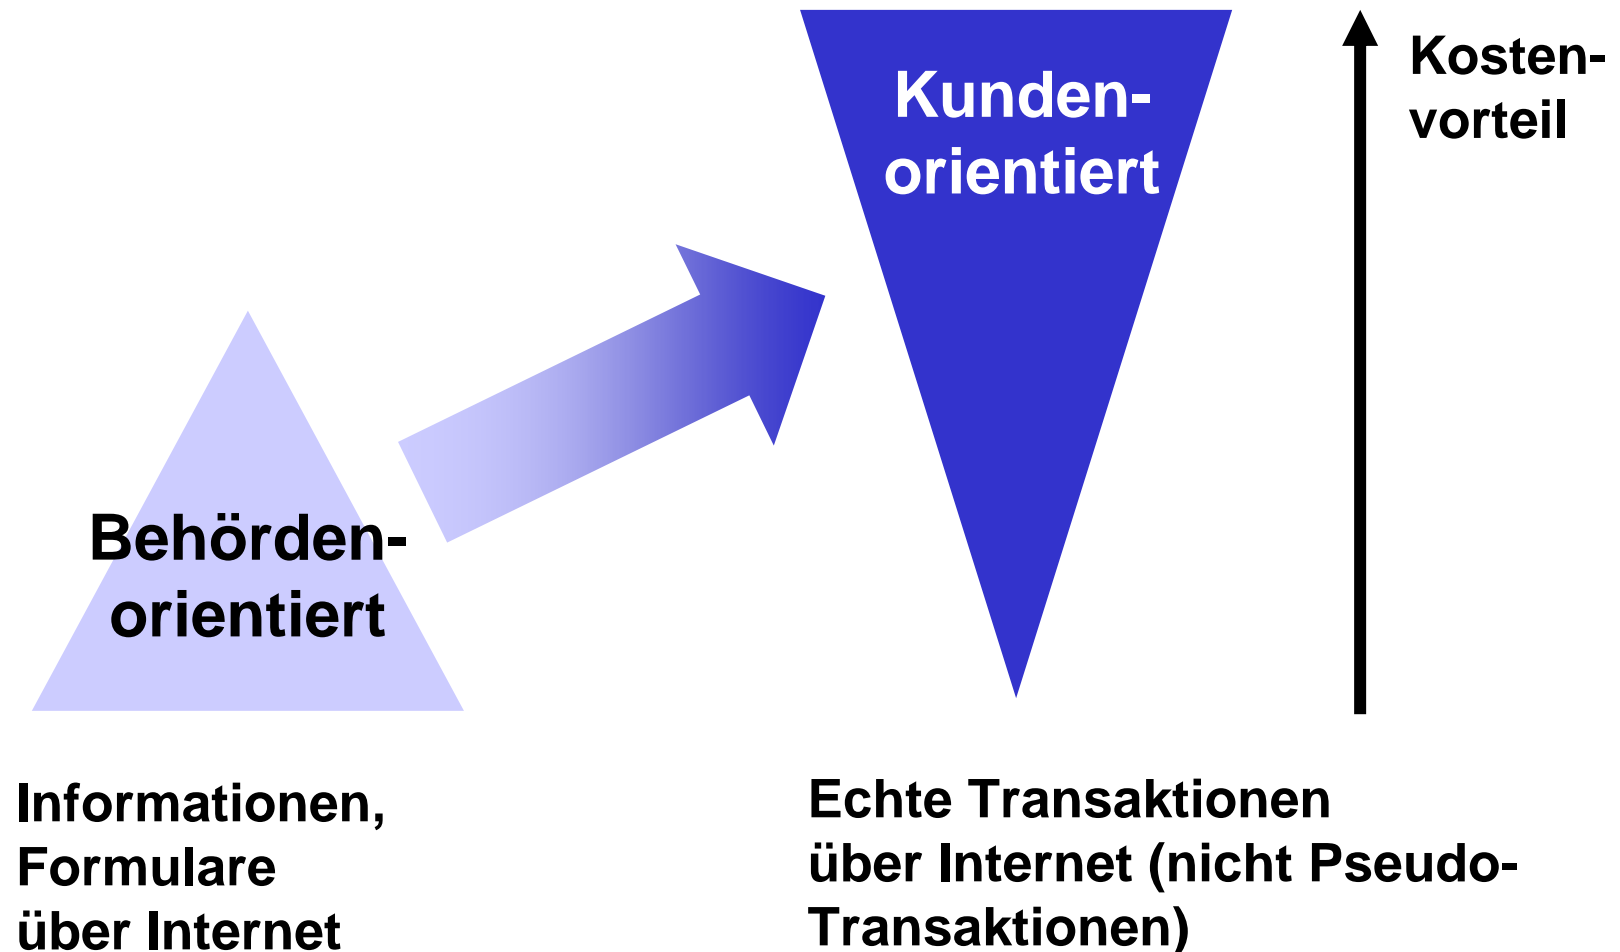 Kunden-
orientiert
Kosten-
vorteil
Behörden-
orientiert
Informationen,
Formulare
über Internet
Echte Transaktionen
über Internet (nicht Pseudo-
Transaktionen)